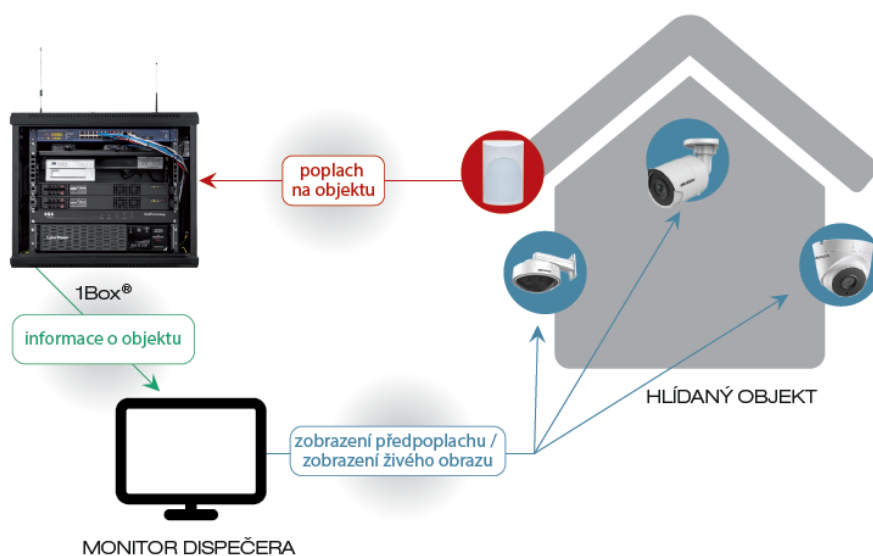 poplach
na objektu
1Box®
informace o objektu
HLÍDANÝ OBJEKT
zobrazení předpoplachu /
zobrazení živého obrazu
MONITOR DISPEČERA